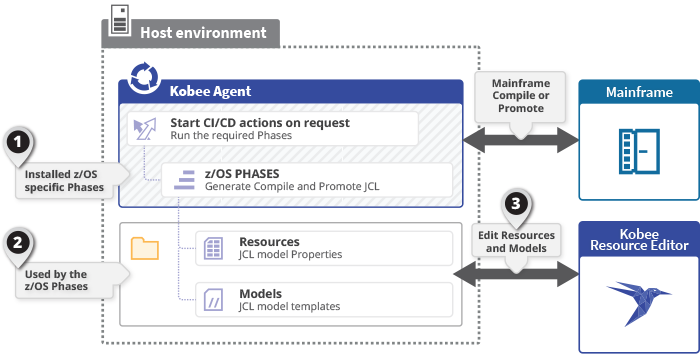 Host environment
Kobee Agent
Start CI/CD actions on request
Run the required Phases
z/OS PHASES
Generate Compile and Promote JCL
1
Installed z/OS
specific Phases
2
Used by the
z/OS Phases
Resources
JCL model Properties
Models
JCL model templates
Mainframe
Compile or
Promote
Mainframe
3
Edit Resources
and Models
Kobee
Resource Editor